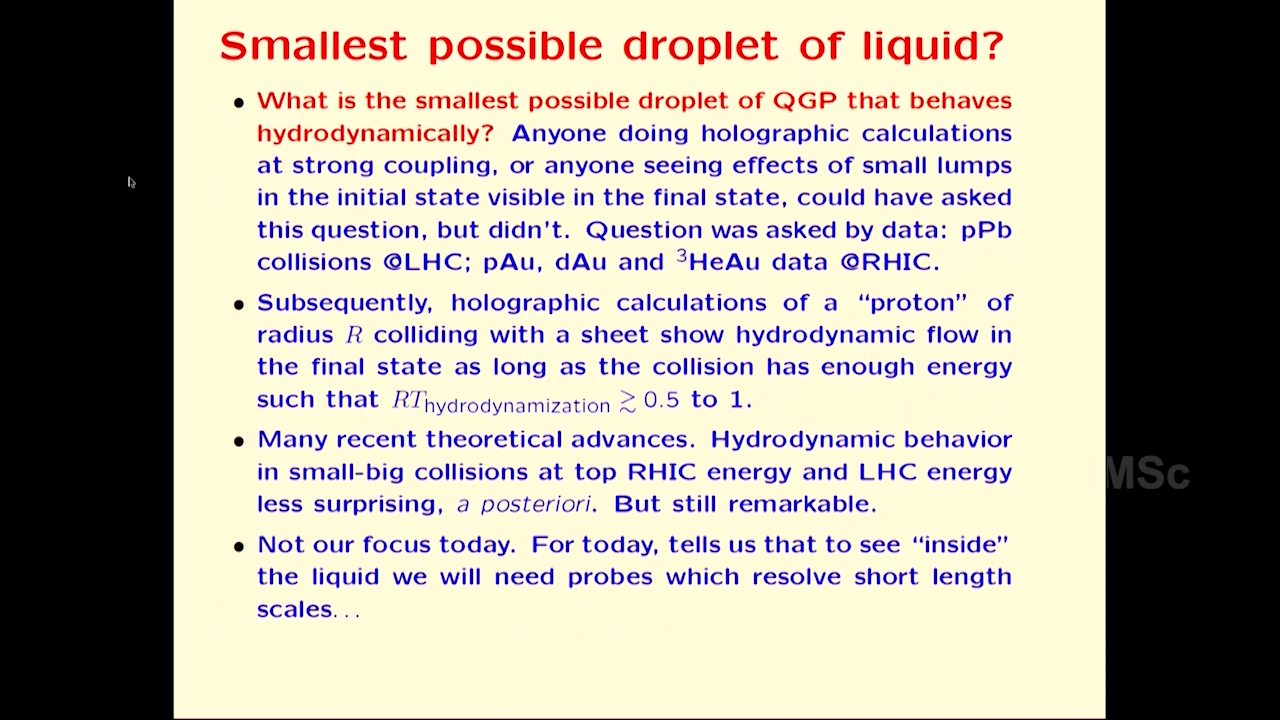 Smallest possible droplet of liquid?
• What is the smallest possible droplet of QGP that behaves
hydrodynamically? Anyone doing holographic calculations
at strong coupling, or anyone seeing effects of small lumps
in the initial state visible in the final state, could have asked
this question, but didn't. Question was asked by data: pPb
collisions @LHC; pAu, dAu and ³HeAu data @RHIC.
• Subsequently, holographic calculations of a “proton” of
radius R colliding with a sheet show hydrodynamic flow in
the final state as long as the collision has enough energy
such that RT_hydrodynamization ≳ 0.5 to 1.
• Many recent theoretical advances. Hydrodynamic behavior
in small-big collisions at top RHIC energy and LHC energy
less surprising, a posteriori. But still remarkable.
• Not our focus today. For today, tells us that to see “inside”
the liquid we will need probes which resolve short length
scales...
IMSc